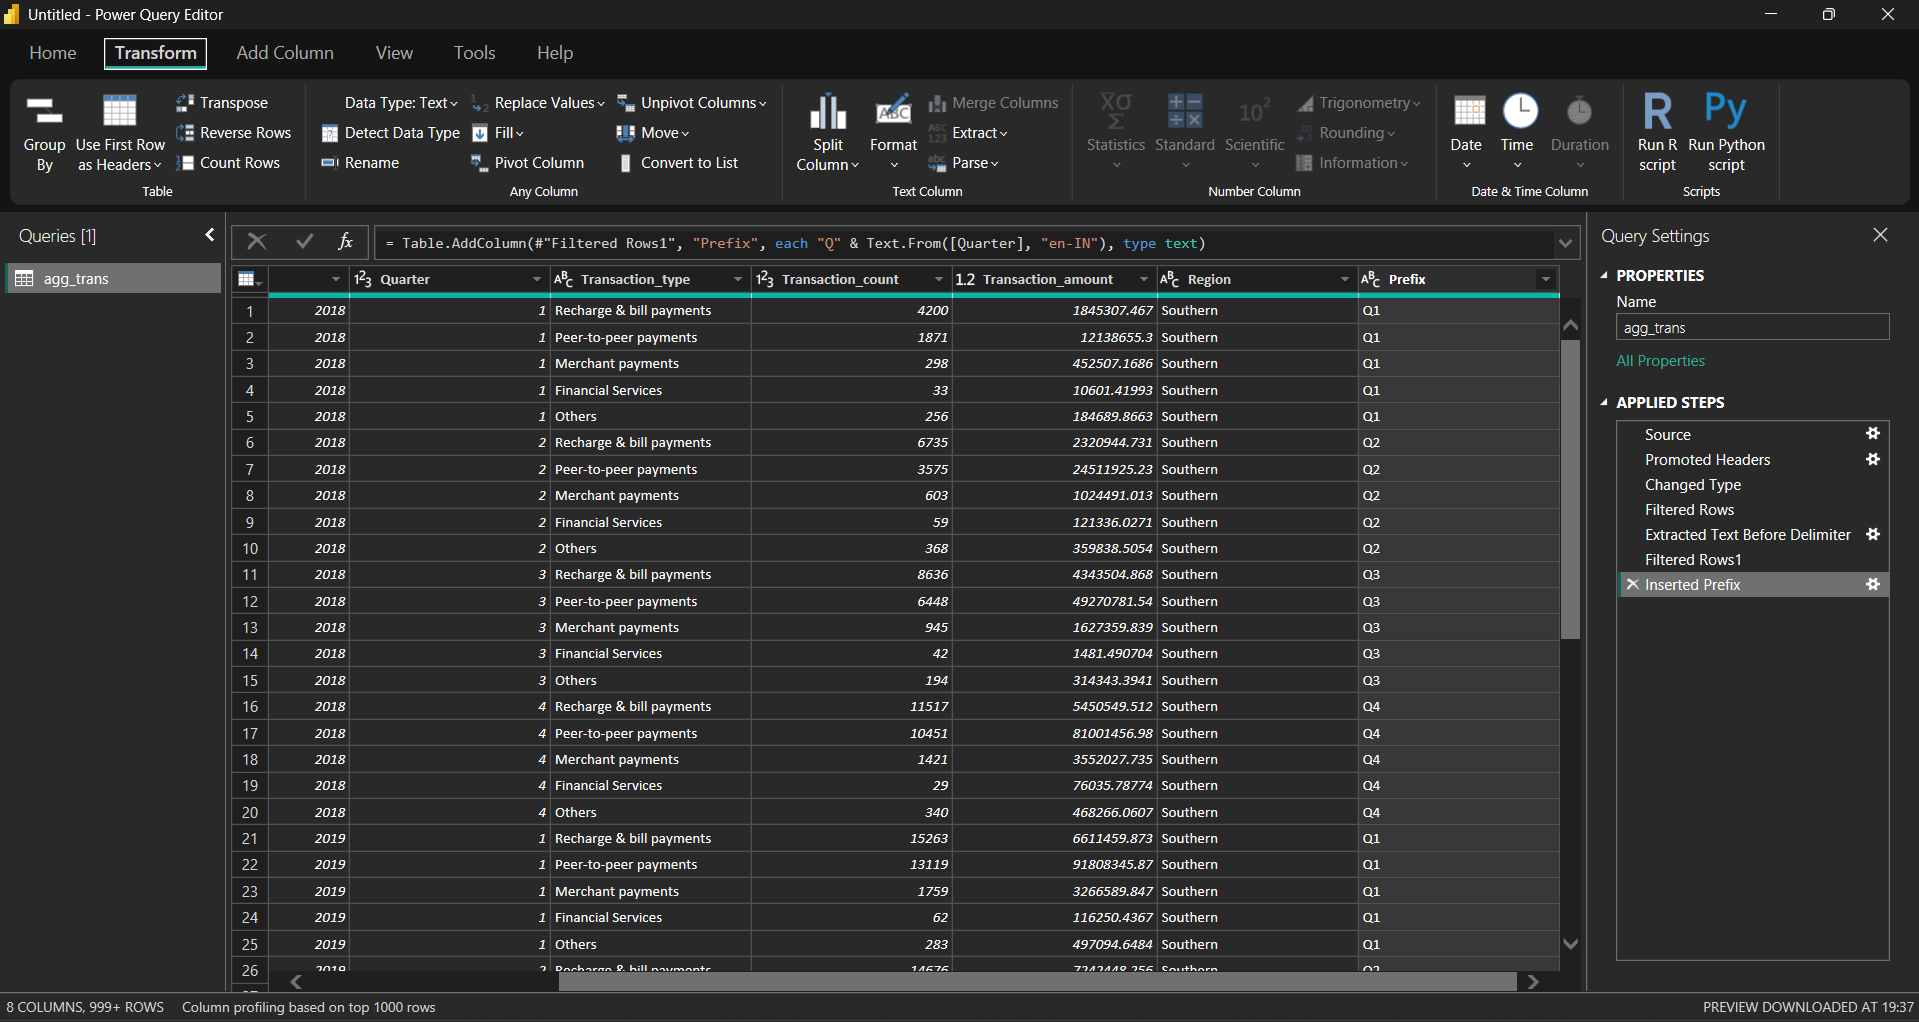 Untitled - Power Query Editor
Home Transform Add Column View Tools Help
Group By
Use First Row as Headers
Transpose
Reverse Rows
Count Rows
Table
Data Type: Text
Detect Data Type
Rename
Replace Values
Fill
Pivot Column
Unpivot Columns
Move
Convert to List
Any Column
Split Column
Format
Merge Columns
Extract
Parse
Text Column
Statistics
Standard
Scientific
Trigonometry
Rounding
Information
Number Column
Date
Time
Duration
Date & Time Column
Run R script
Run Python script
Scripts
Queries [1]
agg_trans
= Table.AddColumn(#"Filtered Rows1", "Prefix", each "Q" & Text.From([Quarter], "en-IN"), type text)
Quarter Transaction_type Transaction_count 1.2 Transaction_amount Region Prefix
1 2018 1 Recharge & bill payments 4200 1845307.467 Southern Q1
2 2018 1 Peer-to-peer payments 1871 12138655.3 Southern Q1
3 2018 1 Merchant payments 298 452507.1686 Southern Q1
4 2018 1 Financial Services 33 10601.41993 Southern Q1
5 2018 1 Others 256 184689.8663 Southern Q1
6 2018 2 Recharge & bill payments 6735 2320944.731 Southern Q2
7 2018 2 Peer-to-peer payments 3575 24511925.23 Southern Q2
8 2018 2 Merchant payments 603 1024491.013 Southern Q2
9 2018 2 Financial Services 59 121336.0271 Southern Q2
10 2018 2 Others 368 359838.5054 Southern Q2
11 2018 3 Recharge & bill payments 8636 4343504.868 Southern Q3
12 2018 3 Peer-to-peer payments 6448 49270781.54 Southern Q3
13 2018 3 Merchant payments 945 1627359.839 Southern Q3
14 2018 3 Financial Services 42 1481.490704 Southern Q3
15 2018 3 Others 194 314343.3941 Southern Q3
16 2018 4 Recharge & bill payments 11517 5450549.512 Southern Q4
17 2018 4 Peer-to-peer payments 10451 81001456.98 Southern Q4
18 2018 4 Merchant payments 1421 3552027.735 Southern Q4
19 2018 4 Financial Services 29 76035.78774 Southern Q4
20 2018 4 Others 340 468266.0607 Southern Q4
21 2019 1 Recharge & bill payments 15263 6611459.873 Southern Q1
22 2019 1 Peer-to-peer payments 13119 91808345.87 Southern Q1
23 2019 1 Merchant payments 1759 3266589.847 Southern Q1
24 2019 1 Financial Services 62 116250.4367 Southern Q1
25 2019 1 Others 283 497094.6484 Southern Q1
26 2019 2 Recharge & bill payments 14676 7242448.256 Southern Q2
Query Settings
PROPERTIES
Name
agg_trans
All Properties
APPLIED STEPS
Source
Promoted Headers
Changed Type
Filtered Rows
Extracted Text Before Delimiter
Filtered Rows1
Inserted Prefix
8 COLUMNS, 999+ ROWS Column profiling based on top 1000 rows
PREVIEW DOWNLOADED AT 19:37